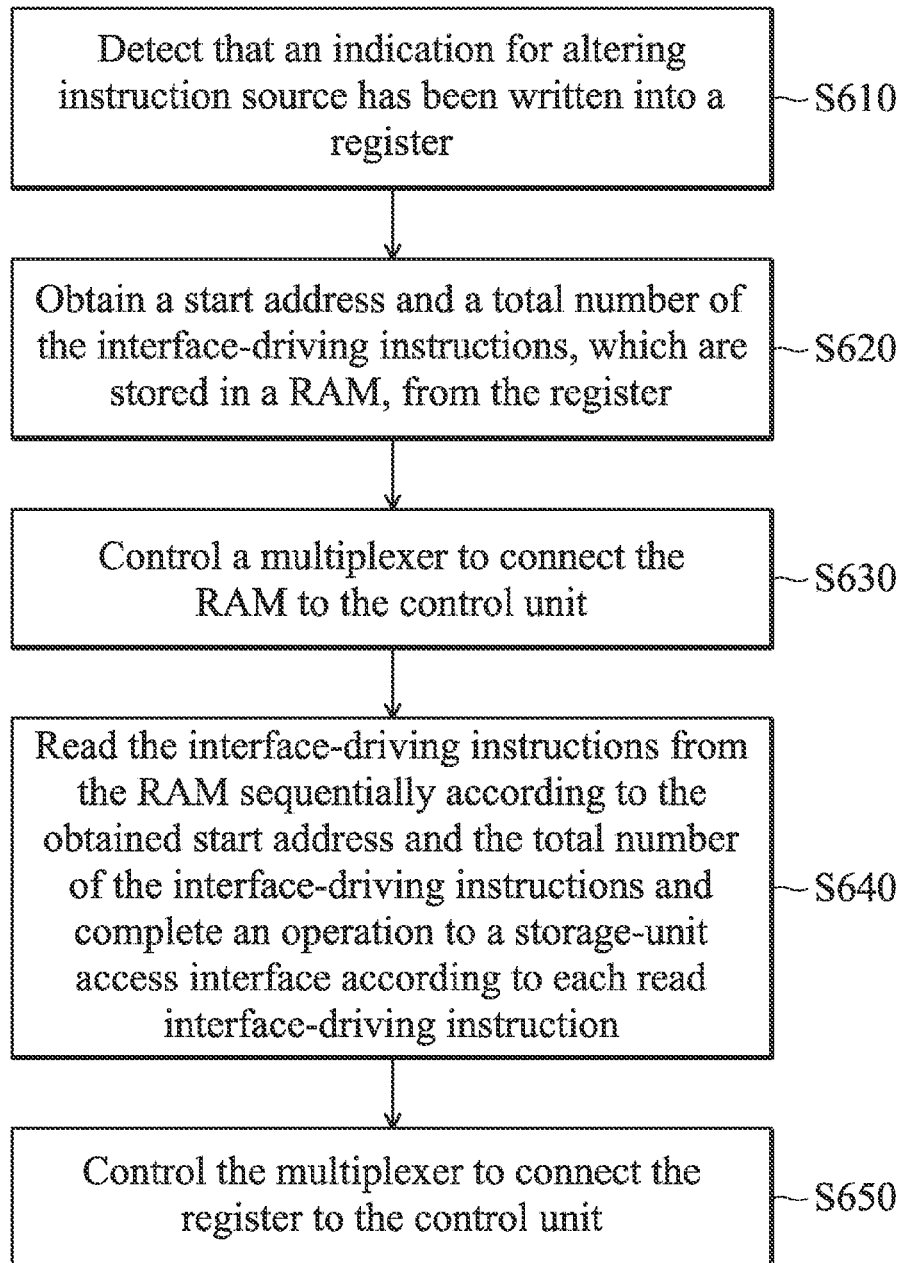 Detect that an indication for altering
instruction source has been written into a
register
S610
Obtain a start address and a total number of
the interface-driving instructions, which are
stored in a RAM, from the register
S620
Control a multiplexer to connect the
RAM to the control unit
S630
Read the interface-driving instructions from
the RAM sequentially according to the
obtained start address and the total number
of the interface-driving instructions and
complete an operation to a storage-unit
access interface according to each read
interface-driving instruction
S640
Control the multiplexer to connect the
register to the control unit
S650